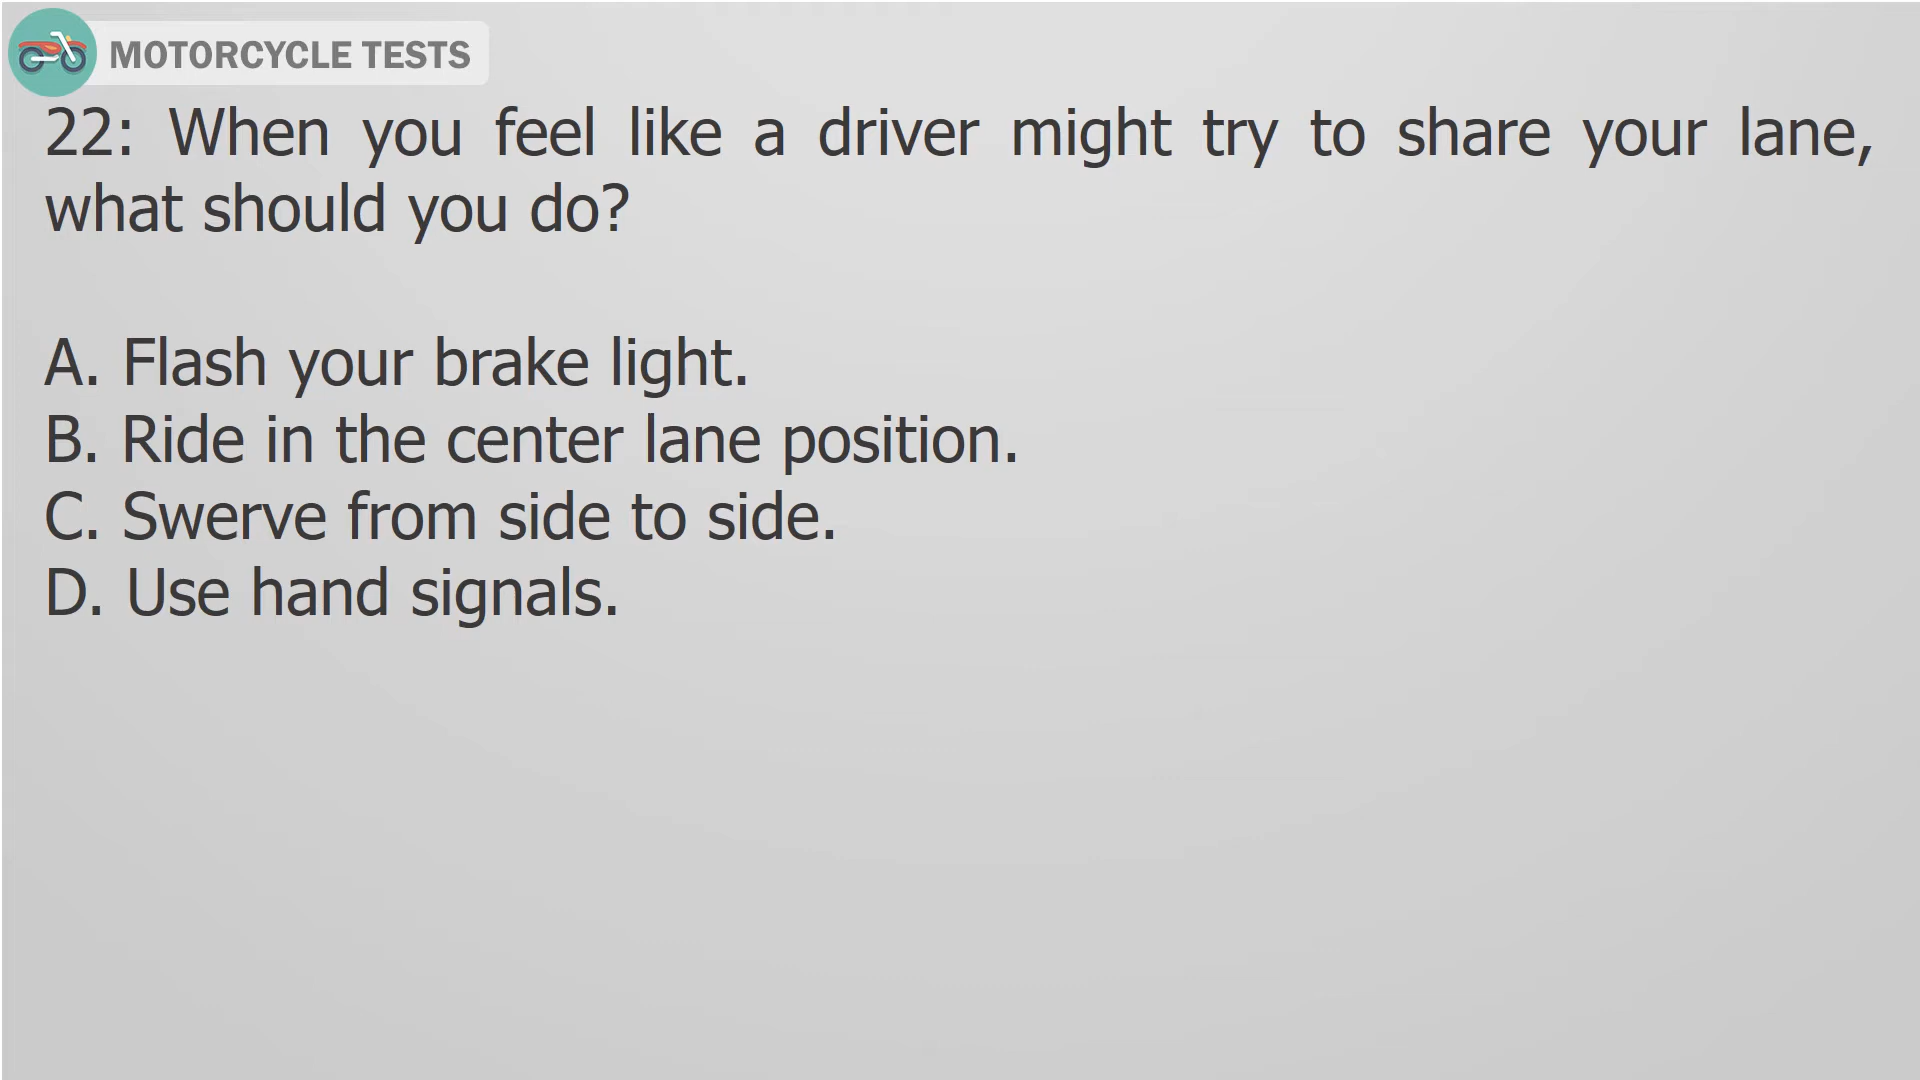 MOTORCYCLE TESTS
22: When you feel like a driver might try to share your lane,
what should you do?
A. Flash your brake light.
B. Ride in the center lane position.
C. Swerve from side to side.
D. Use hand signals.